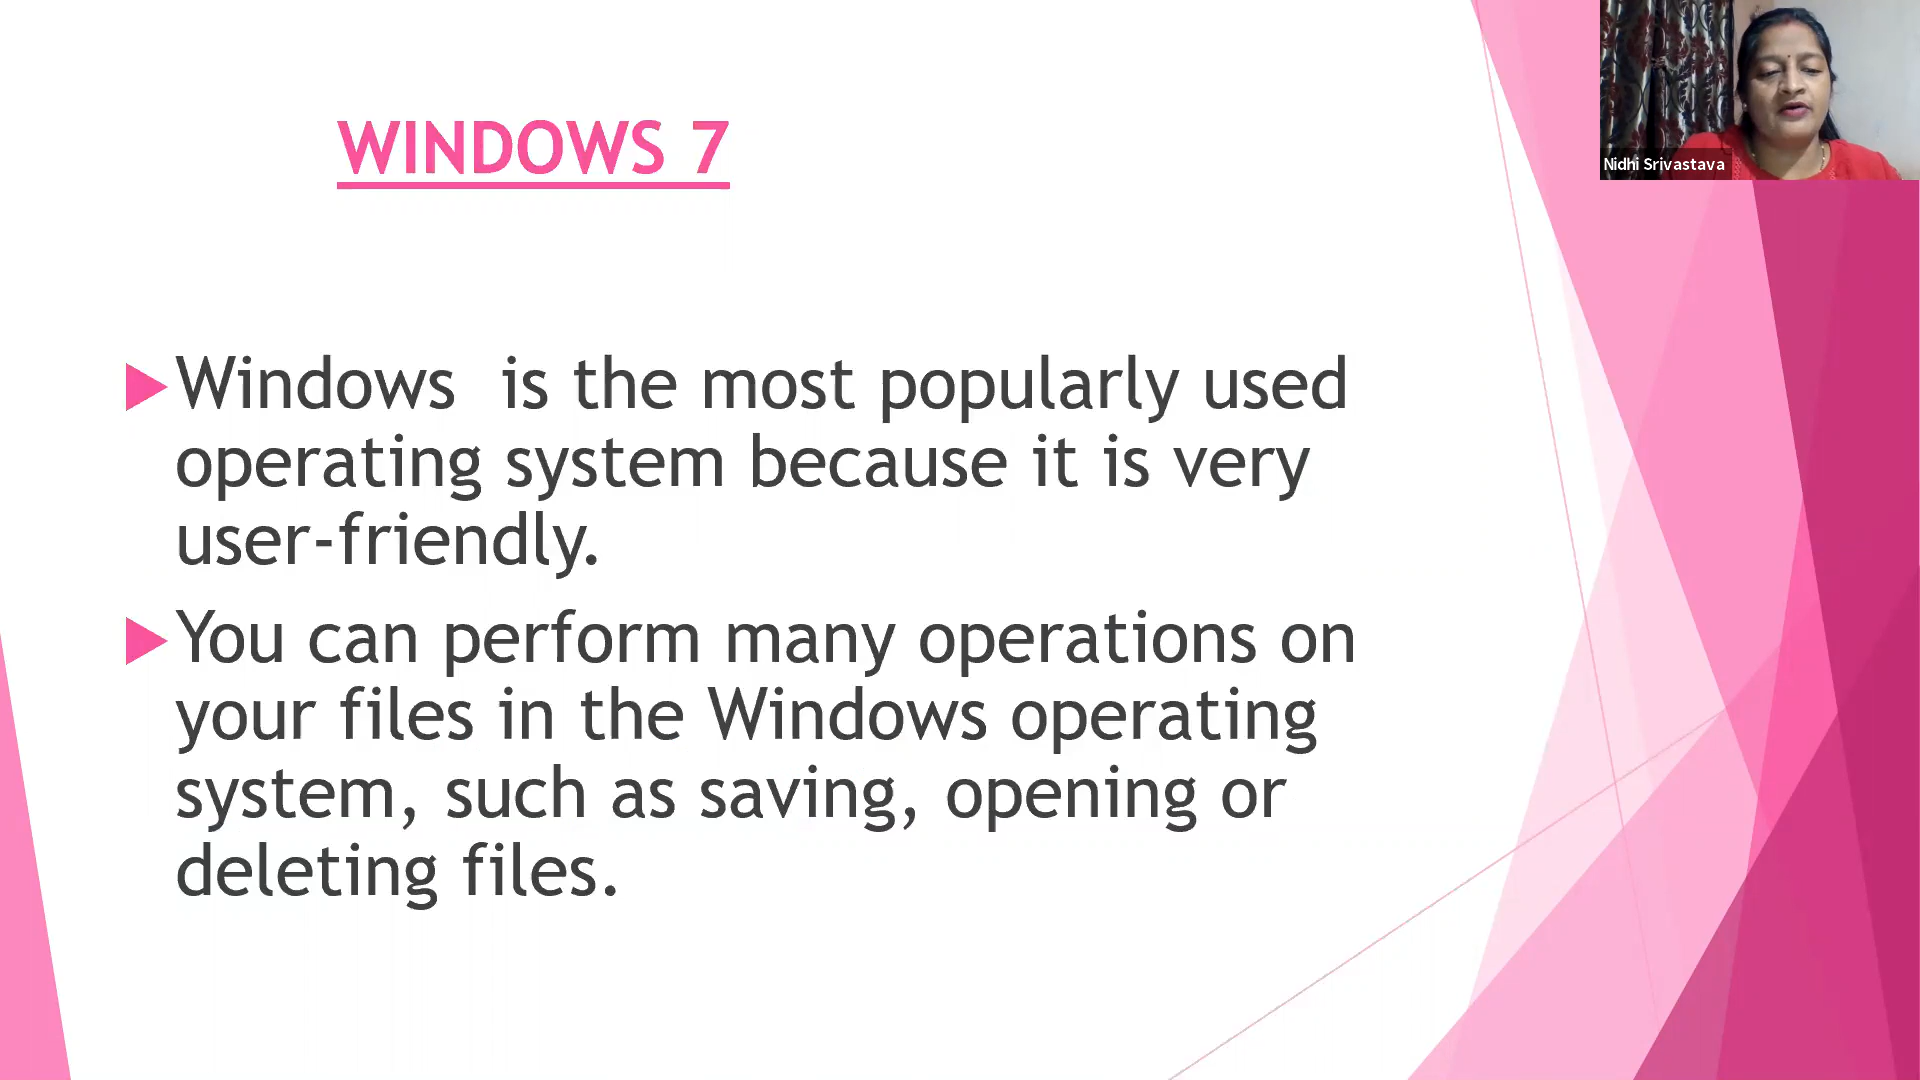 WINDOWS 7
Nidhi Srivastava
Windows  is the most popularly used
operating system because it is very
user-friendly.
You can perform many operations on
your files in the Windows operating
system, such as saving, opening or
deleting files.